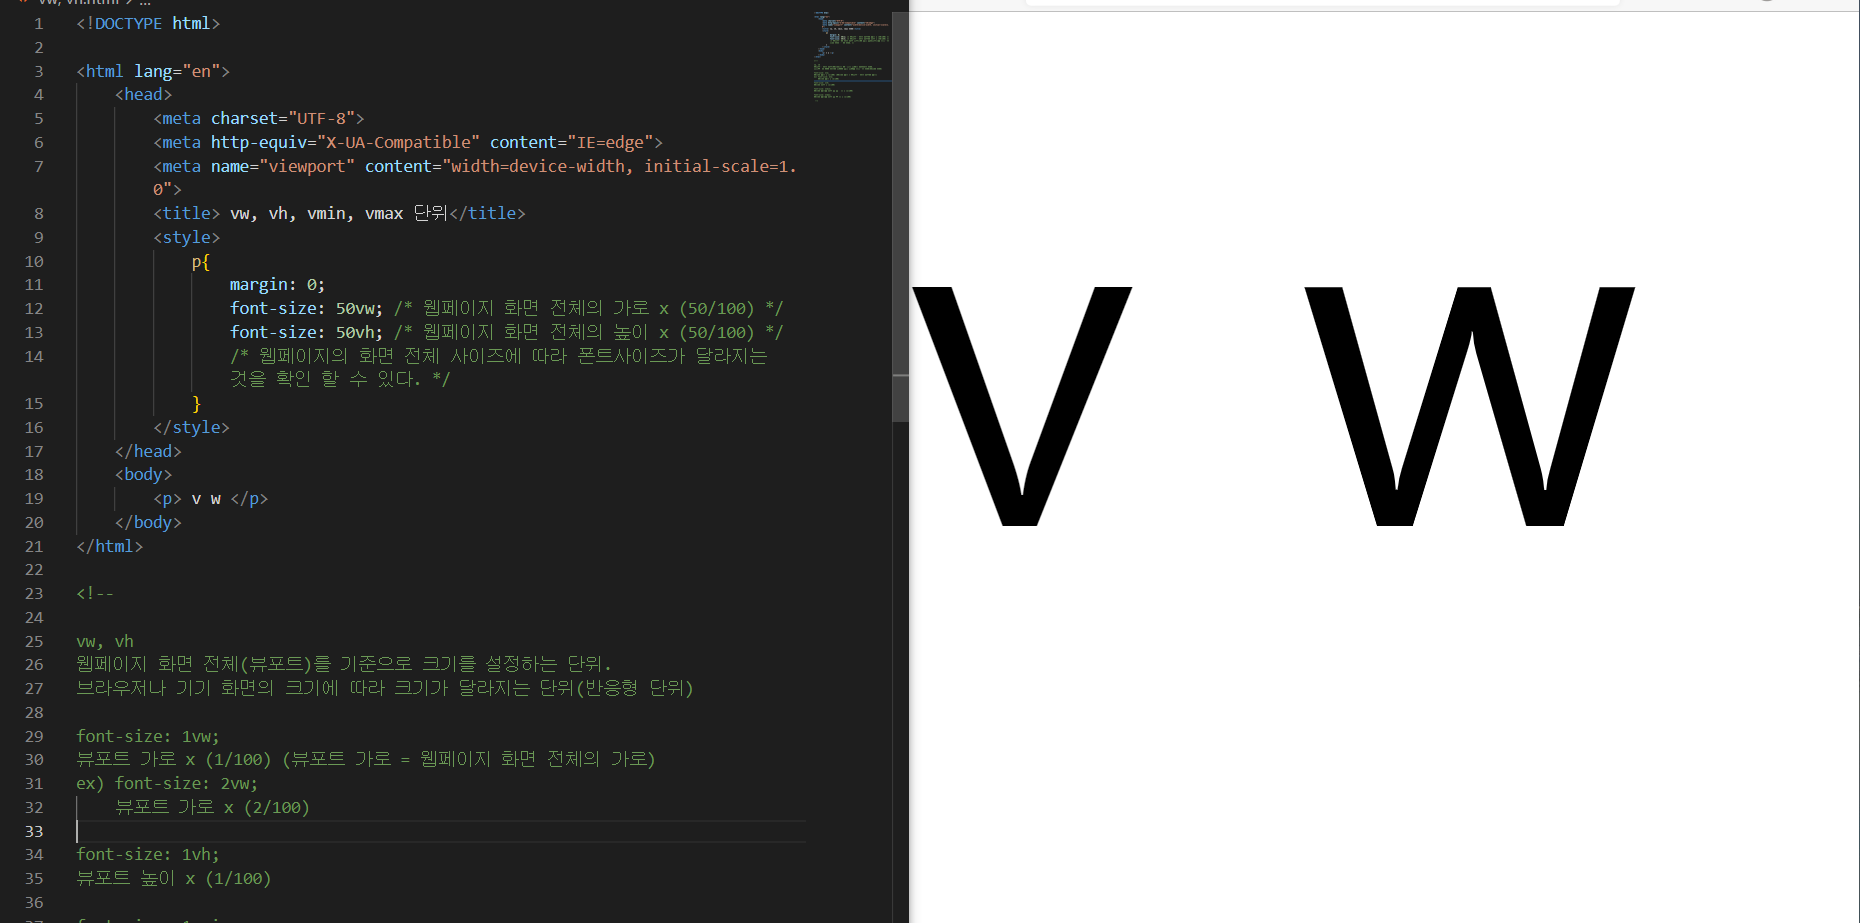 vw, vh.html > ...
1 <!DOCTYPE html>
2
3 <html lang="en">
4 <head>
5 <meta charset="UTF-8">
6 <meta http-equiv="X-UA-Compatible" content="IE=edge">
7 <meta name="viewport" content="width=device-width, initial-scale=1.
0">
8 <title> vw, vh, vmin, vmax 단위</title>
9 <style>
10 p{
11 margin: 0;
12 font-size: 50vw; /* 웹페이지 화면 전체의 가로 x (50/100) */
13 font-size: 50vh; /* 웹페이지 화면 전체의 높이 x (50/100) */
14 /* 웹페이지의 화면 전체 사이즈에 따라 폰트사이즈가 달라지는
것을 확인 할 수 있다. */
15 }
16 </style>
17 </head>
18 <body>
19 <p> v w </p>
20 </body>
21 </html>
22
23 <!--
24
25 vw, vh
26 웹페이지 화면 전체(뷰포트)를 기준으로 크기를 설정하는 단위.
27 브라우저나 기기 화면의 크기에 따라 크기가 달라지는 단위(반응형 단위)
28
29 font-size: 1vw;
30 뷰포트 가로 x (1/100) (뷰포트 가로 = 웹페이지 화면 전체의 가로)
31 ex) font-size: 2vw;
32 뷰포트 가로 x (2/100)
33
34 font-size: 1vh;
35 뷰포트 높이 x (1/100)
36
v w